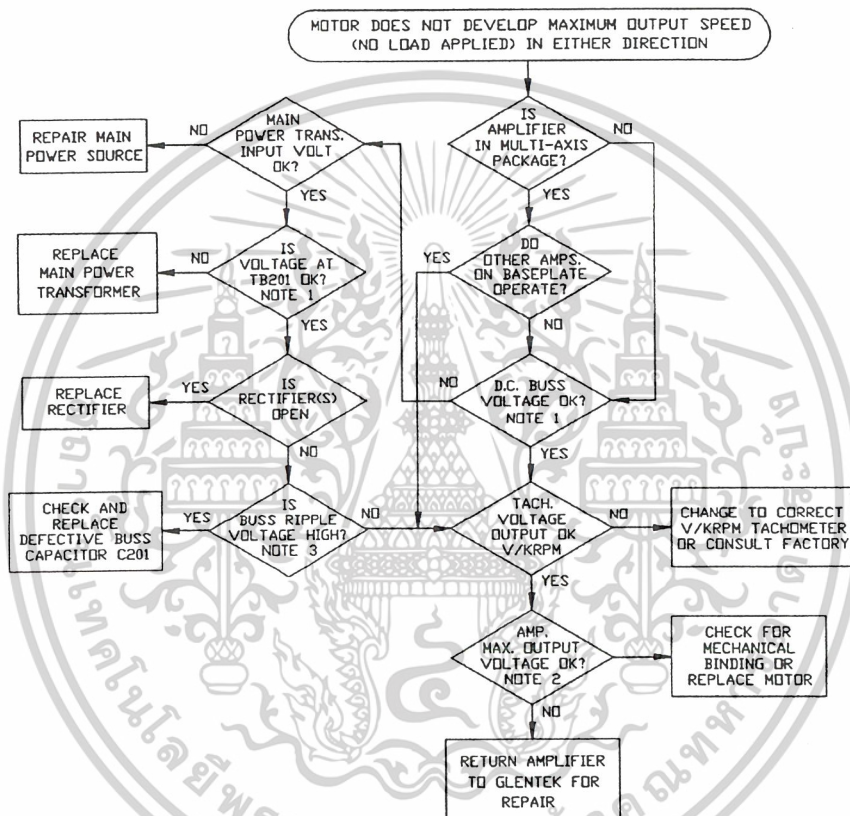 MOTOR DOES NOT DEVELOP MAXIMUM OUTPUT SPEED
(NO LOAD APPLIED) IN EITHER DIRECTION
IS
AMPLIFIER
IN MULTI-AXIS
PACKAGE?
NO
YES
DO
OTHER AMPS.
ON BASEPLATE
OPERATE?
YES
NO
D.C. BUSS
VOLTAGE OK?
NOTE 1
NO
YES
MAIN
POWER TRANS.
INPUT VOLT
OK?
NO
REPAIR MAIN
POWER SOURCE
YES
IS
VOLTAGE AT
TB201 OK?
NOTE 1
NO
REPLACE
MAIN POWER
TRANSFORMER
YES
IS
RECTIFIER(S)
OPEN
YES
REPLACE
RECTIFIER
NO
IS
BUSS RIPPLE
VOLTAGE HIGH?
NOTE 3
YES
CHECK AND
REPLACE
DEFECTIVE BUSS
CAPACITOR C201
NO
TACH.
VOLTAGE
OUTPUT OK
V/KRPM
NO
CHANGE TO CORRECT
V/KRPM TACHOMETER
OR CONSULT FACTORY
YES
AMP.
MAX. OUTPUT
VOLTAGE OK?
NOTE 2
CHECK FOR
MECHANICAL
BINDING OR
REPLACE MOTOR
NO
RETURN AMPLIFIER
TO GLENTEK FOR
REPAIR